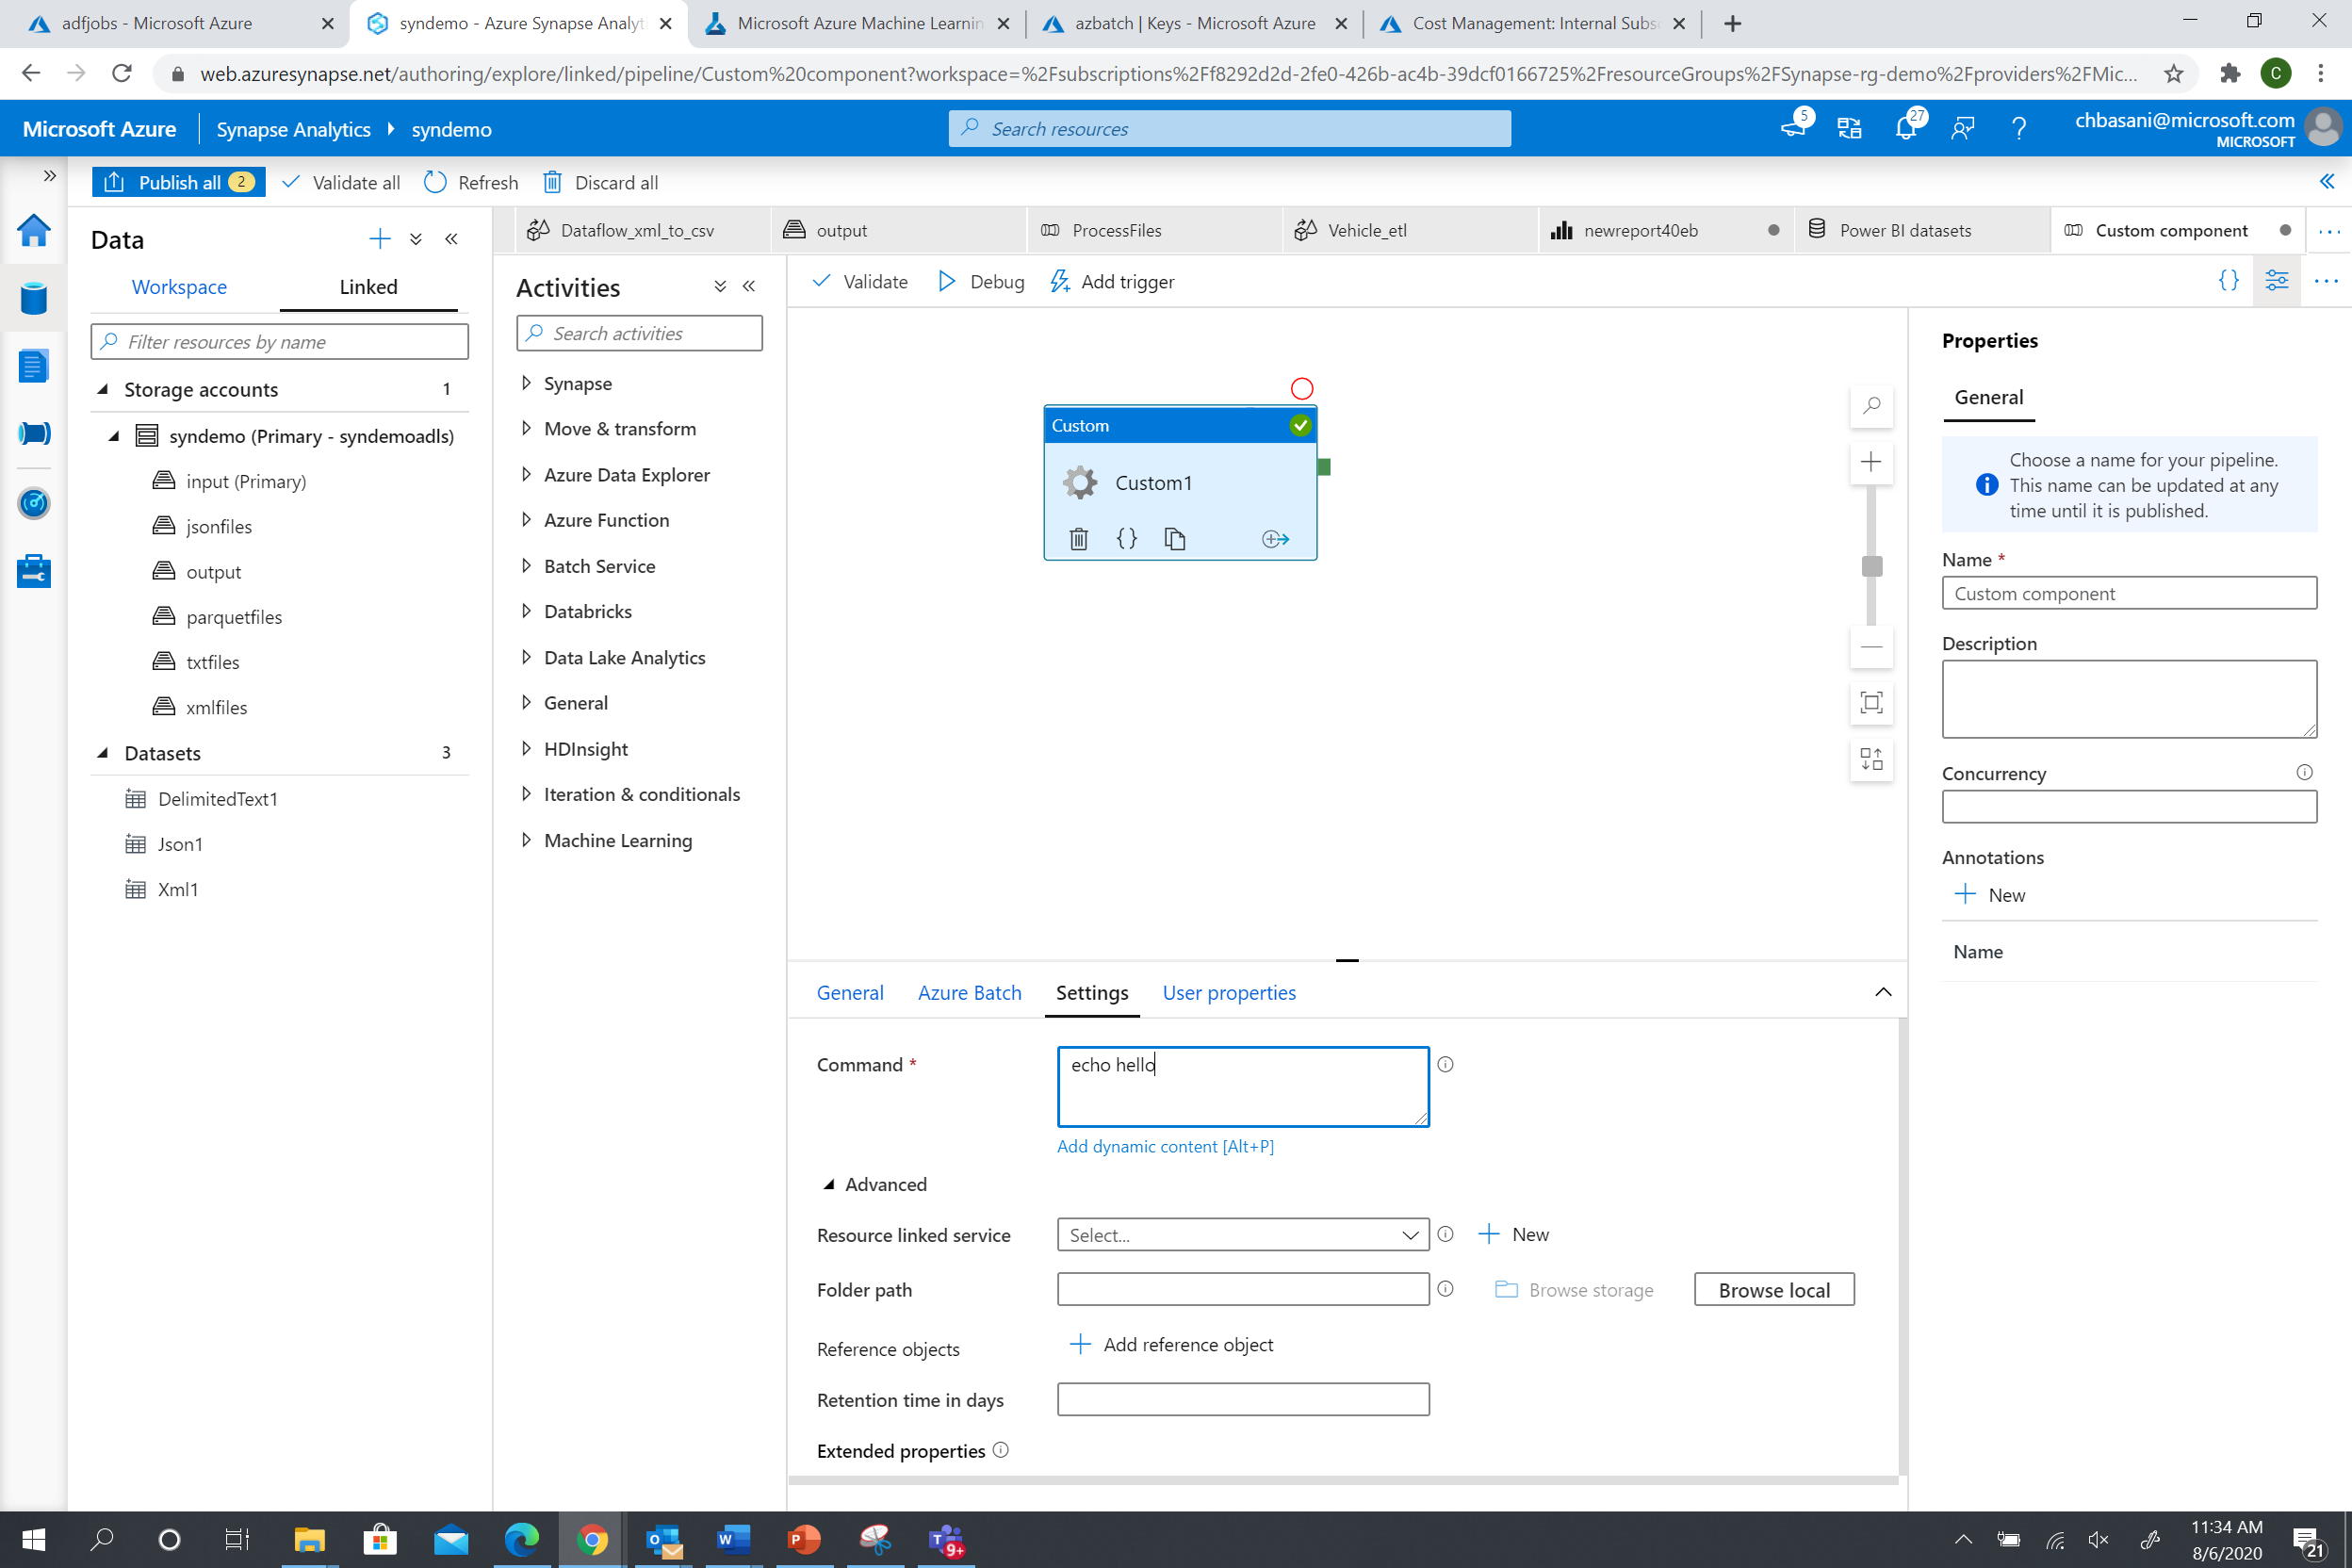 adfjobs - Microsoft Azure
syndemo - Azure Synapse Analyti
Microsoft Azure Machine Learnin
azbatch | Keys - Microsoft Azure
Cost Management: Internal Subs
web.azuresynapse.net/authoring/explore/linked/pipeline/Custom%20component?workspace=%2Fsubscriptions%2Ff8292d2d-2fe0-426b-ac4b-39dcf0166725%2FresourceGroups%2FSynapse-rg-demo%2Fproviders%2FMic...
C
Microsoft Azure
Synapse Analytics
syndemo
Search resources
5
27
chbasani@microsoft.com
MICROSOFT
Publish all 2
Validate all
Refresh
Discard all
Data
Workspace
Linked
Filter resources by name
Storage accounts 1
syndemo (Primary - syndemoadls)
input (Primary)
jsonfiles
output
parquetfiles
txtfiles
xmlfiles
Datasets 3
DelimitedText1
Json1
Xml1
Dataflow_xml_to_csv
output
ProcessFiles
Vehicle_etl
newreport40eb
Power BI datasets
Custom component
Activities
Search activities
Synapse
Move & transform
Azure Data Explorer
Azure Function
Batch Service
Databricks
Data Lake Analytics
General
HDInsight
Iteration & conditionals
Machine Learning
Validate
Debug
Add trigger
Custom
Custom1
General
Azure Batch
Settings
User properties
Command *
echo hello
Add dynamic content [Alt+P]
Advanced
Resource linked service
Select...
New
Folder path
Browse storage
Browse local
Reference objects
Add reference object
Retention time in days
Extended properties
Properties
General
Choose a name for your pipeline.
This name can be updated at any
time until it is published.
Name *
Custom component
Description
Concurrency
Annotations
New
Name
9+
11:34 AM
8/6/2020
21